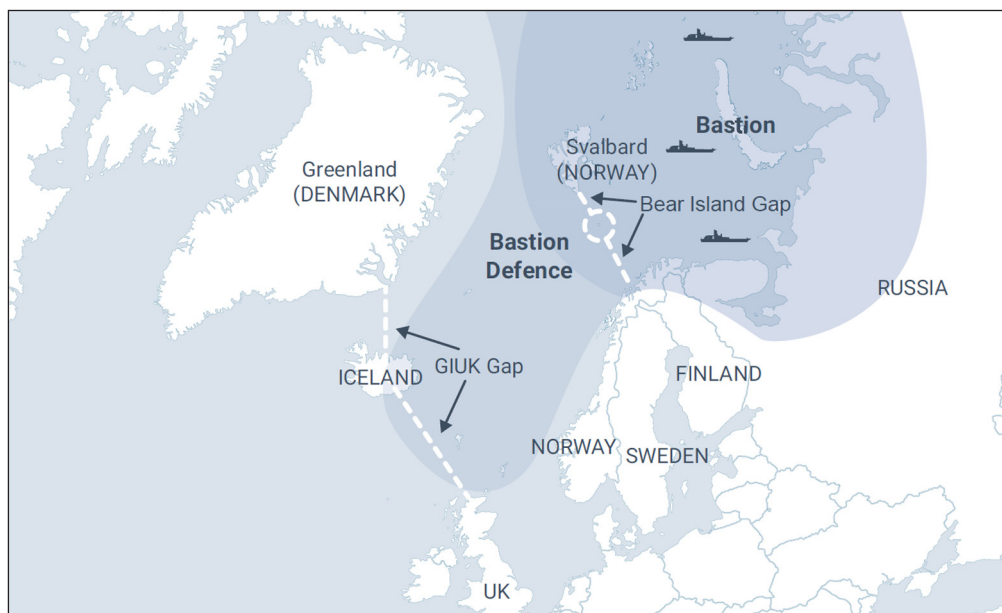 Bastion
Svalbard
(NORWAY)
Greenland
(DENMARK)
Bear Island Gap
Bastion
Defence
RUSSIA
GIUK Gap
ICELAND
FINLAND
NORWAY
SWEDEN
UK